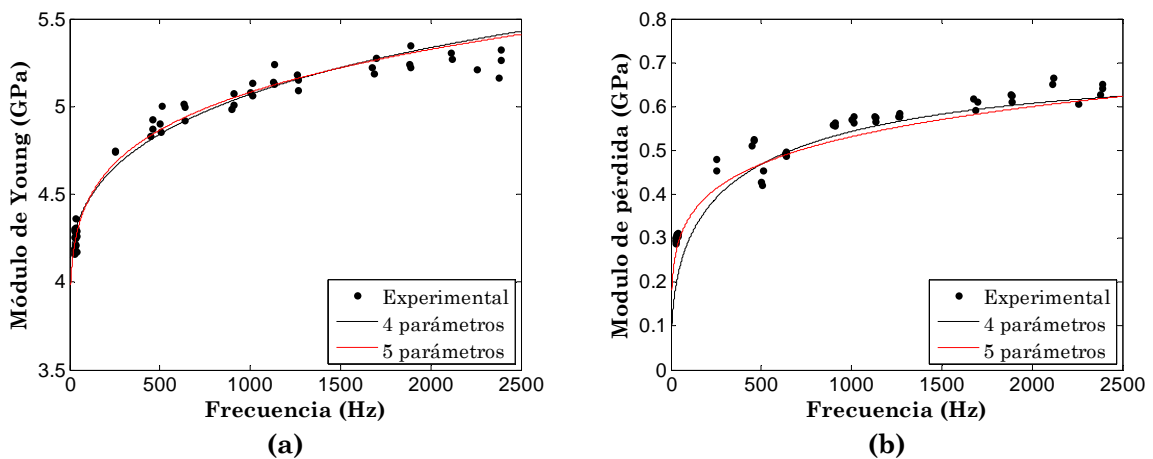 5.5
5
4.5
4
3.5
Módulo de Young (GPa)
Experimental
4 parámetros
5 parámetros
0 500 1000 1500 2000 2500
Frecuencia (Hz)
(a)
0.8
0.7
0.6
0.5
0.4
0.3
0.2
0.1
0
Modulo de pérdida (GPa)
Experimental
4 parámetros
5 parámetros
0 500 1000 1500 2000 2500
Frecuencia (Hz)
(b)